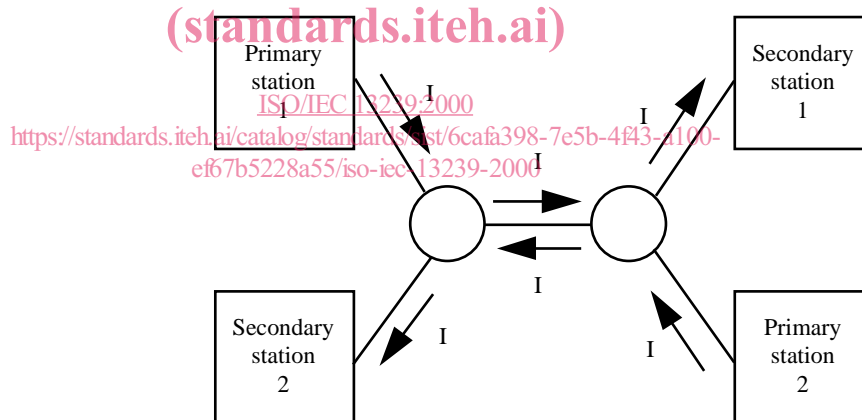 (standards.iteh.ai)
Primary
station
1
Secondary
station
1
ISO/IEC 13239:2000
https://standards.iteh.ai/catalog/standards/sist/6cafa398-7e5b-4f43-a100-
ef67b5228a55/iso-iec-13239-2000
I
I
I
I
I
I
Secondary
station
2
Primary
station
2